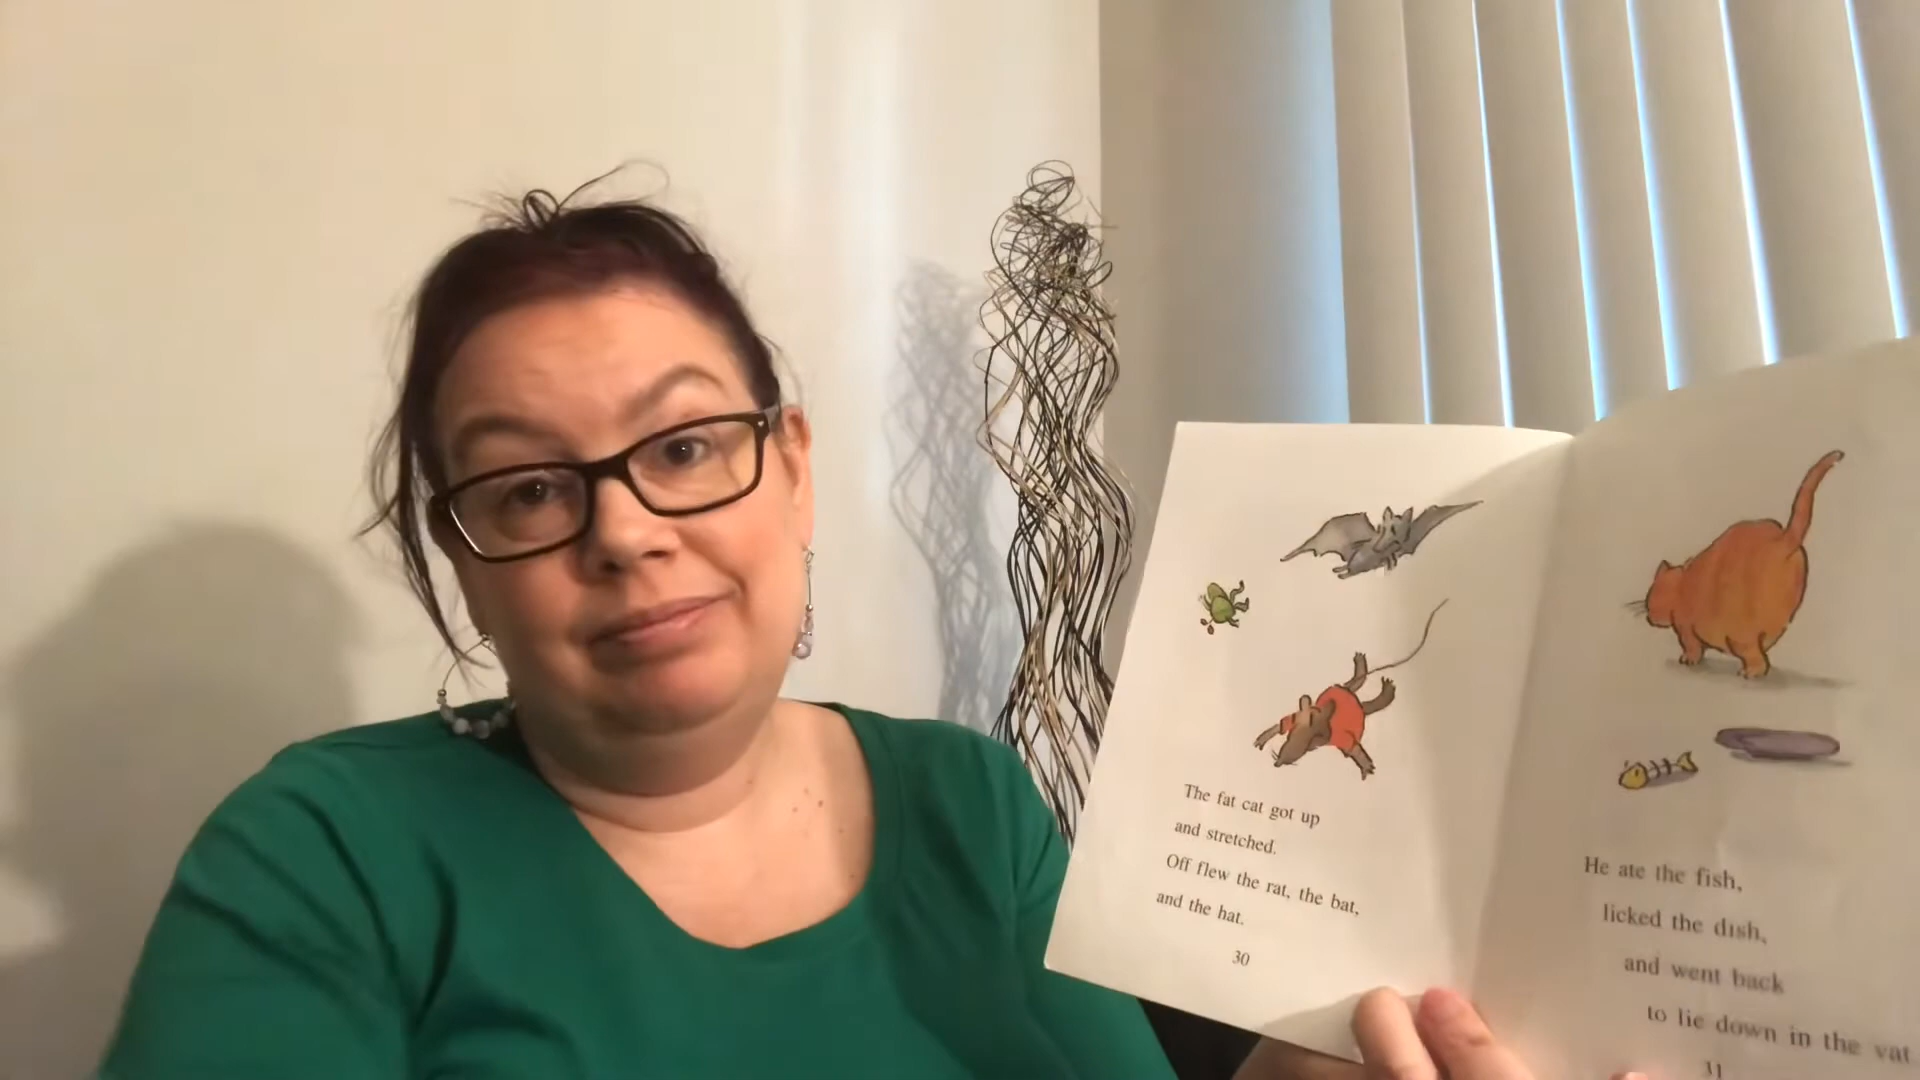 The fat cat got up
and stretched.
Off flew the rat, the bat,
and the hat.
30
He ate the fish,
licked the dish,
and went back
to lie down in the vat
31